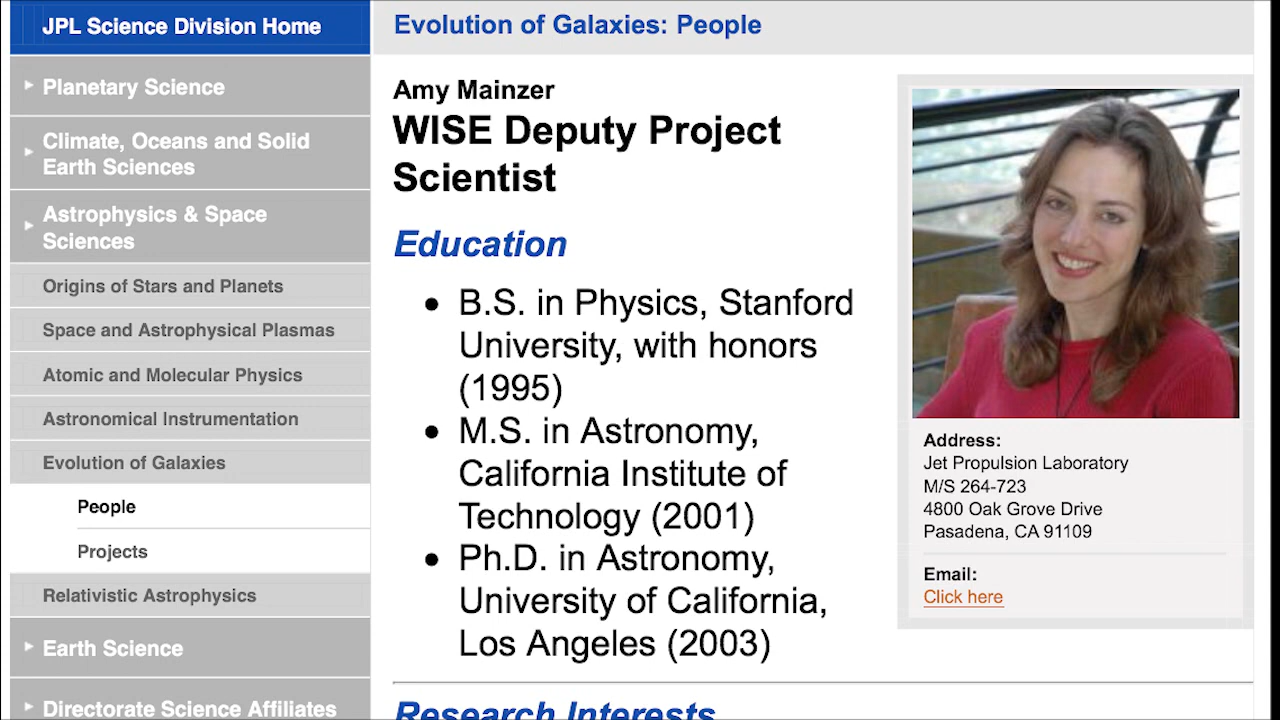 JPL Science Division Home
Planetary Science
Climate, Oceans and Solid
Earth Sciences
Astrophysics & Space
Sciences
Origins of Stars and Planets
Space and Astrophysical Plasmas
Atomic and Molecular Physics
Astronomical Instrumentation
Evolution of Galaxies
People
Projects
Relativistic Astrophysics
Earth Science
Directorate Science Affiliates
Evolution of Galaxies: People
Amy Mainzer
WISE Deputy Project
Scientist
Education
• B.S. in Physics, Stanford
University, with honors
(1995)
• M.S. in Astronomy,
California Institute of
Technology (2001)
• Ph.D. in Astronomy,
University of California,
Los Angeles (2003)
Research Interests
Address:
Jet Propulsion Laboratory
M/S 264-723
4800 Oak Grove Drive
Pasadena, CA 91109
Email:
Click here